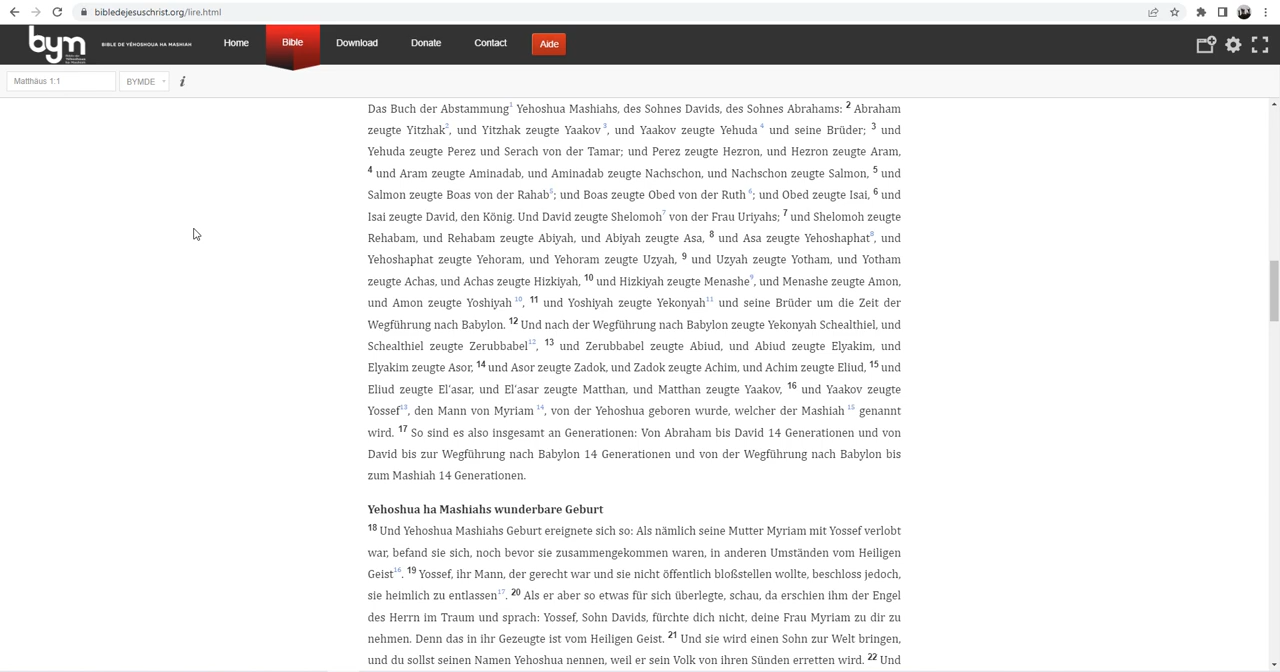 bibledejesuschrist.org/lire.html
bym BIBLE DE YÉHOSHOUA HA MASHIAH Home Bible Download Donate Contact Aide
Matthäus 1:1 BYMDE i
Das Buch der Abstammung1 Yehoshua Mashiahs, des Sohnes Davids, des Sohnes Abrahams: 2 Abraham
zeugte Yitzhak2, und Yitzhak zeugte Yaakov 3, und Yaakov zeugte Yehuda 4 und seine Brüder; 3 und
Yehuda zeugte Perez und Serach von der Tamar; und Perez zeugte Hezron, und Hezron zeugte Aram,
4 und Aram zeugte Aminadab, und Aminadab zeugte Nachschon, und Nachschon zeugte Salmon, 5 und
Salmon zeugte Boas von der Rahab5; und Boas zeugte Obed von der Ruth 6; und Obed zeugte Isai, 6 und
Isai zeugte David, den König. Und David zeugte Shelomoh7 von der Frau Uriyahs; 7 und Shelomoh zeugte
Rehabam, und Rehabam zeugte Abiyah, und Abiyah zeugte Asa, 8 und Asa zeugte Yehoshaphat8, und
Yehoshaphat zeugte Yehoram, und Yehoram zeugte Uzyah, 9 und Uzyah zeugte Yotham, und Yotham
zeugte Achas, und Achas zeugte Hizkiyah, 10 und Hizkiyah zeugte Menashe9, und Menashe zeugte Amon,
und Amon zeugte Yoshiyah 10, 11 und Yoshiyah zeugte Yekonyah11 und seine Brüder um die Zeit der
Wegführung nach Babylon. 12 Und nach der Wegführung nach Babylon zeugte Yekonyah Schealthiel, und
Schealthiel zeugte Zerubbabel12, 13 und Zerubbabel zeugte Abiud, und Abiud zeugte Elyakim, und
Elyakim zeugte Asor, 14 und Asor zeugte Zadok, und Zadok zeugte Achim, und Achim zeugte Eliud, 15 und
Eliud zeugte El'asar, und El'asar zeugte Matthan, und Matthan zeugte Yaakov, 16 und Yaakov zeugte
Yossef13, den Mann von Myriam 14, von der Yehoshua geboren wurde, welcher der Mashiah 15 genannt
wird. 17 So sind es also insgesamt an Generationen: Von Abraham bis David 14 Generationen und von
David bis zur Wegführung nach Babylon 14 Generationen und von der Wegführung nach Babylon bis
zum Mashiah 14 Generationen.
Yehoshua ha Mashiahs wunderbare Geburt
18 Und Yehoshua Mashiahs Geburt ereignete sich so: Als nämlich seine Mutter Myriam mit Yossef verlobt
war, befand sie sich, noch bevor sie zusammengekommen waren, in anderen Umständen vom Heiligen
Geist16. 19 Yossef, ihr Mann, der gerecht war und sie nicht öffentlich bloßstellen wollte, beschloss jedoch,
sie heimlich zu entlassen17. 20 Als er aber so etwas für sich überlegte, schau, da erschien ihm der Engel
des Herrn im Traum und sprach: Yossef, Sohn Davids, fürchte dich nicht, deine Frau Myriam zu dir zu
nehmen. Denn das in ihr Gezeugte ist vom Heiligen Geist. 21 Und sie wird einen Sohn zur Welt bringen,
und du sollst seinen Namen Yehoshua nennen, weil er sein Volk von ihren Sünden erretten wird. 22 Und